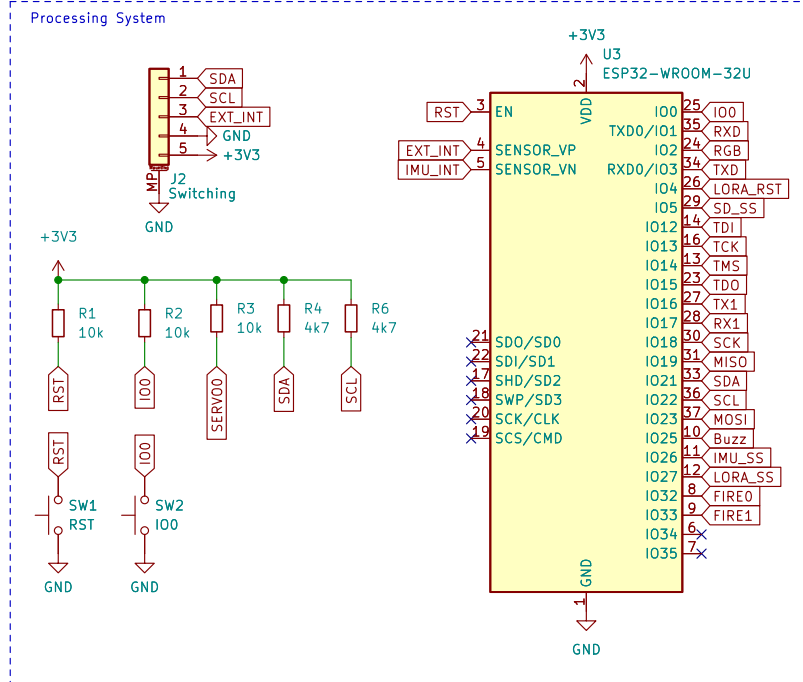 Processing System
1 SDA
2 SCL
3 EXT_INT
4 GND
5 +3V3
MP
J2
Switching
GND
+3V3
R1
10k
R2
10k
R3
10k
R4
4k7
R6
4k7
RST
IO0
SERVO0
SDA
SCL
RST
IO0
SW1
RST
SW2
IO0
GND
GND
+3V3
U3
ESP32-WROOM-32U
2
VDD
RST 3 EN
EXT_INT 4 SENSOR_VP
IMU_INT 5 SENSOR_VN
21 SDO/SD0
22 SDI/SD1
17 SHD/SD2
18 SWP/SD3
20 SCK/CLK
19 SCS/CMD
IO0 25 IO0
TXD0/IO1 35 RXD
IO2 24 RGB
RXD0/IO3 34 TXD
IO4 26 LORA_RST
IO5 29 SD_SS
IO12 14 TDI
IO13 16 TCK
IO14 13 TMS
IO15 23 TDO
IO16 27 TX1
IO17 28 RX1
IO18 30 SCK
IO19 31 MISO
IO21 33 SDA
IO22 36 SCL
IO23 37 MOSI
IO25 10 Buzz
IO26 11 IMU_SS
IO27 12 LORA_SS
IO32 8 FIRE0
IO33 9 FIRE1
IO34 6
IO35 7
GND
1
GND